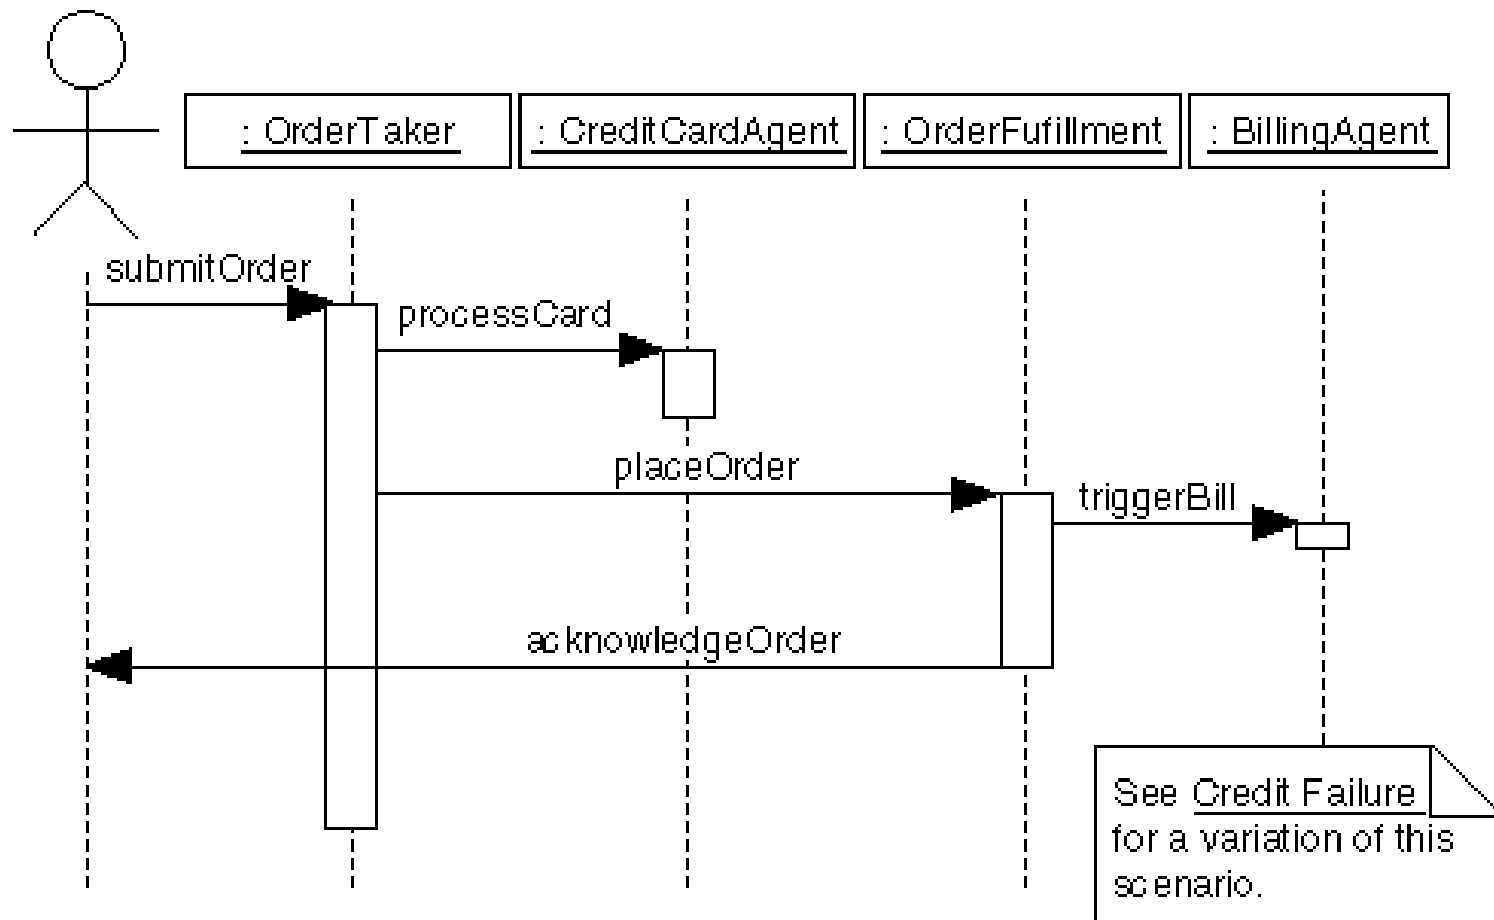 : OrderTaker
: CreditCardAgent
: OrderFufillment
: BillingAgent
submitOrder
processCard
placeOrder
triggerBill
acknowledgeOrder
See Credit Failure
for a variation of this
scenario.